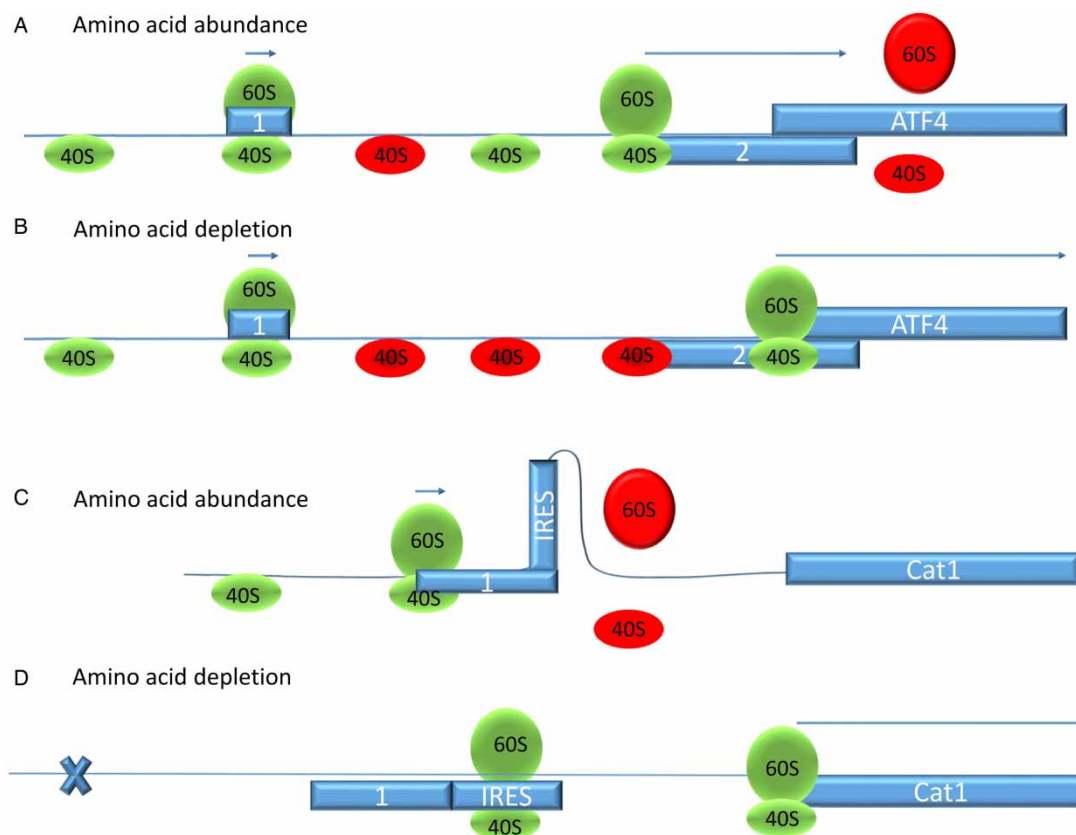 A Amino acid abundance
60S
60S
60S
1
ATF4
40S
40S
40S
40S
40S
2
40S
B Amino acid depletion
60S
60S
1
ATF4
40S
40S
40S
40S
40S
2
40S
C Amino acid abundance
IRES
60S
60S
Cat1
40S
40S
1
40S
D Amino acid depletion
60S
60S
1
IRES
Cat1
40S
40S